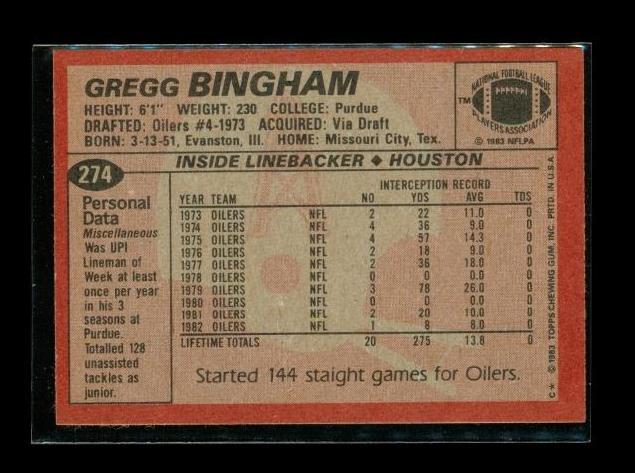 GREGG BINGHAM
HEIGHT: 6'1" WEIGHT: 230 COLLEGE: Purdue
DRAFTED: Oilers #4-1973 ACQUIRED: Via Draft
BORN: 3-13-51, Evanston, Ill. HOME: Missouri City, Tex.
NATIONAL FOOTBALL LEAGUE
PLAYERS ASSOCIATION
TM
© 1983 NFLPA
INSIDE LINEBACKER ◆ HOUSTON
274
Personal
Data
Miscellaneous
Was UPI
Lineman of
Week at least
once per year
in his 3
seasons at
Purdue.
Totalled 128
unassisted
tackles as
junior.
INTERCEPTION RECORD
YEAR TEAM NO YDS AVG TDS
1973 OILERS NFL 2 22 11.0 0
1974 OILERS NFL 4 36 9.0 0
1975 OILERS NFL 4 57 14.3 0
1976 OILERS NFL 2 18 9.0 0
1977 OILERS NFL 2 36 18.0 0
1978 OILERS NFL 0 0 0.0 0
1979 OILERS NFL 3 78 26.0 0
1980 OILERS NFL 0 0 0.0 0
1981 OILERS NFL 2 20 10.0 0
1982 OILERS NFL 1 8 8.0 0
LIFETIME TOTALS 20 275 13.8 0
Started 144 staight games for Oilers.
C* © 1983 TOPPS CHEWING GUM, INC. PRTD. IN U.S.A.